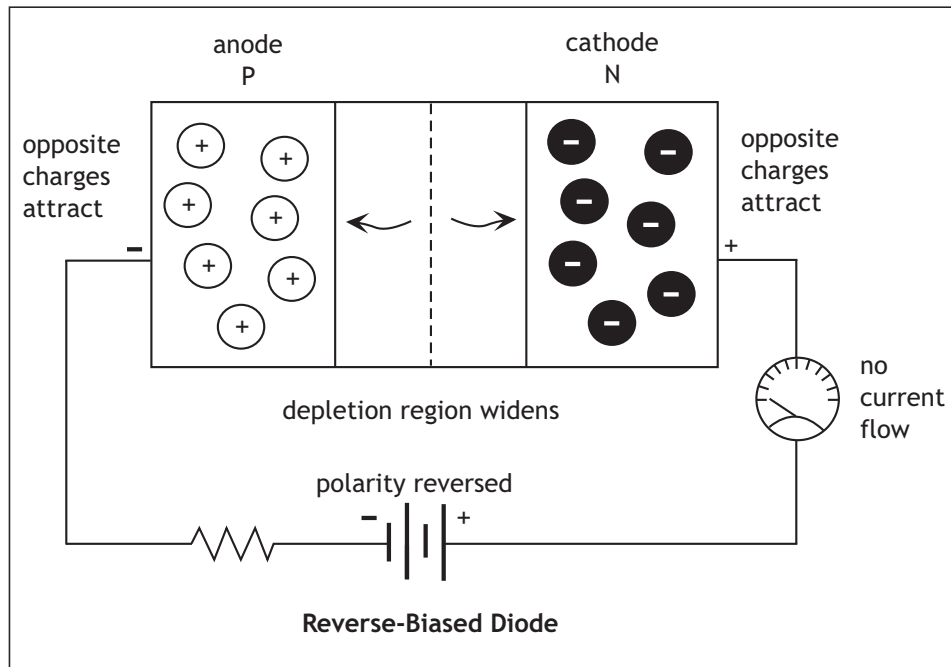 anode
P
cathode
N
opposite
charges
attract
opposite
charges
attract
+
+
+
+
+
+
+
-
-
-
-
-
-
-
-
+
no
current
flow
depletion region widens
polarity reversed
- +
Reverse-Biased Diode